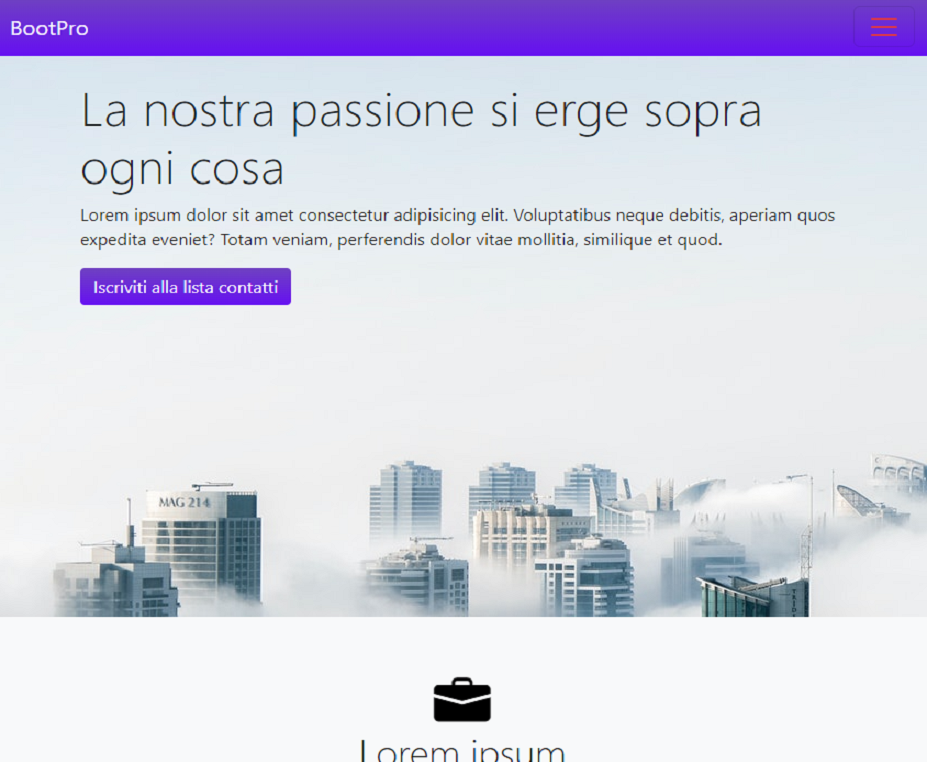 BootPro
La nostra passione si erge sopra
ogni cosa
Lorem ipsum dolor sit amet consectetur adipisicing elit. Voluptatibus neque debitis, aperiam quos
expedita eveniet? Totam veniam, perferendis dolor vitae mollitia, similique et quod.
Iscriviti alla lista contatti
MAG 214
Lorem ipsum